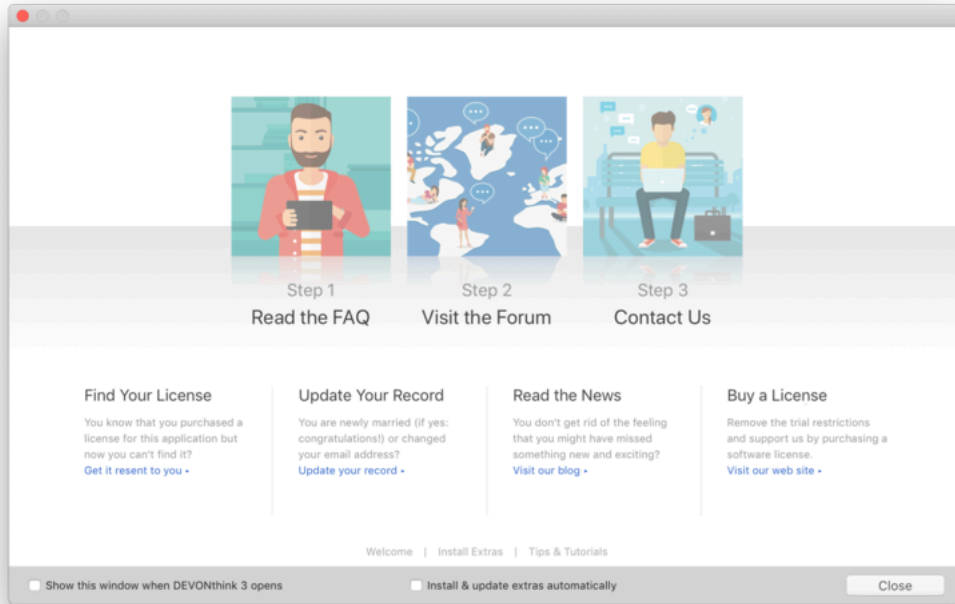 Step 1
Read the FAQ
Step 2
Visit the Forum
Step 3
Contact Us
Find Your License
You know that you purchased a
license for this application but
now you can't find it?
Get it resent to you ▸
Update Your Record
You are newly married (if yes:
congratulations!) or changed
your email address?
Update your record ▸
Read the News
You don't get rid of the feeling
that you might have missed
something new and exciting?
Visit our blog ▸
Buy a License
Remove the trial restrictions
and support us by purchasing a
software license.
Visit our web site ▸
Welcome | Install Extras | Tips & Tutorials
Show this window when DEVONthink 3 opens
Install & update extras automatically
Close